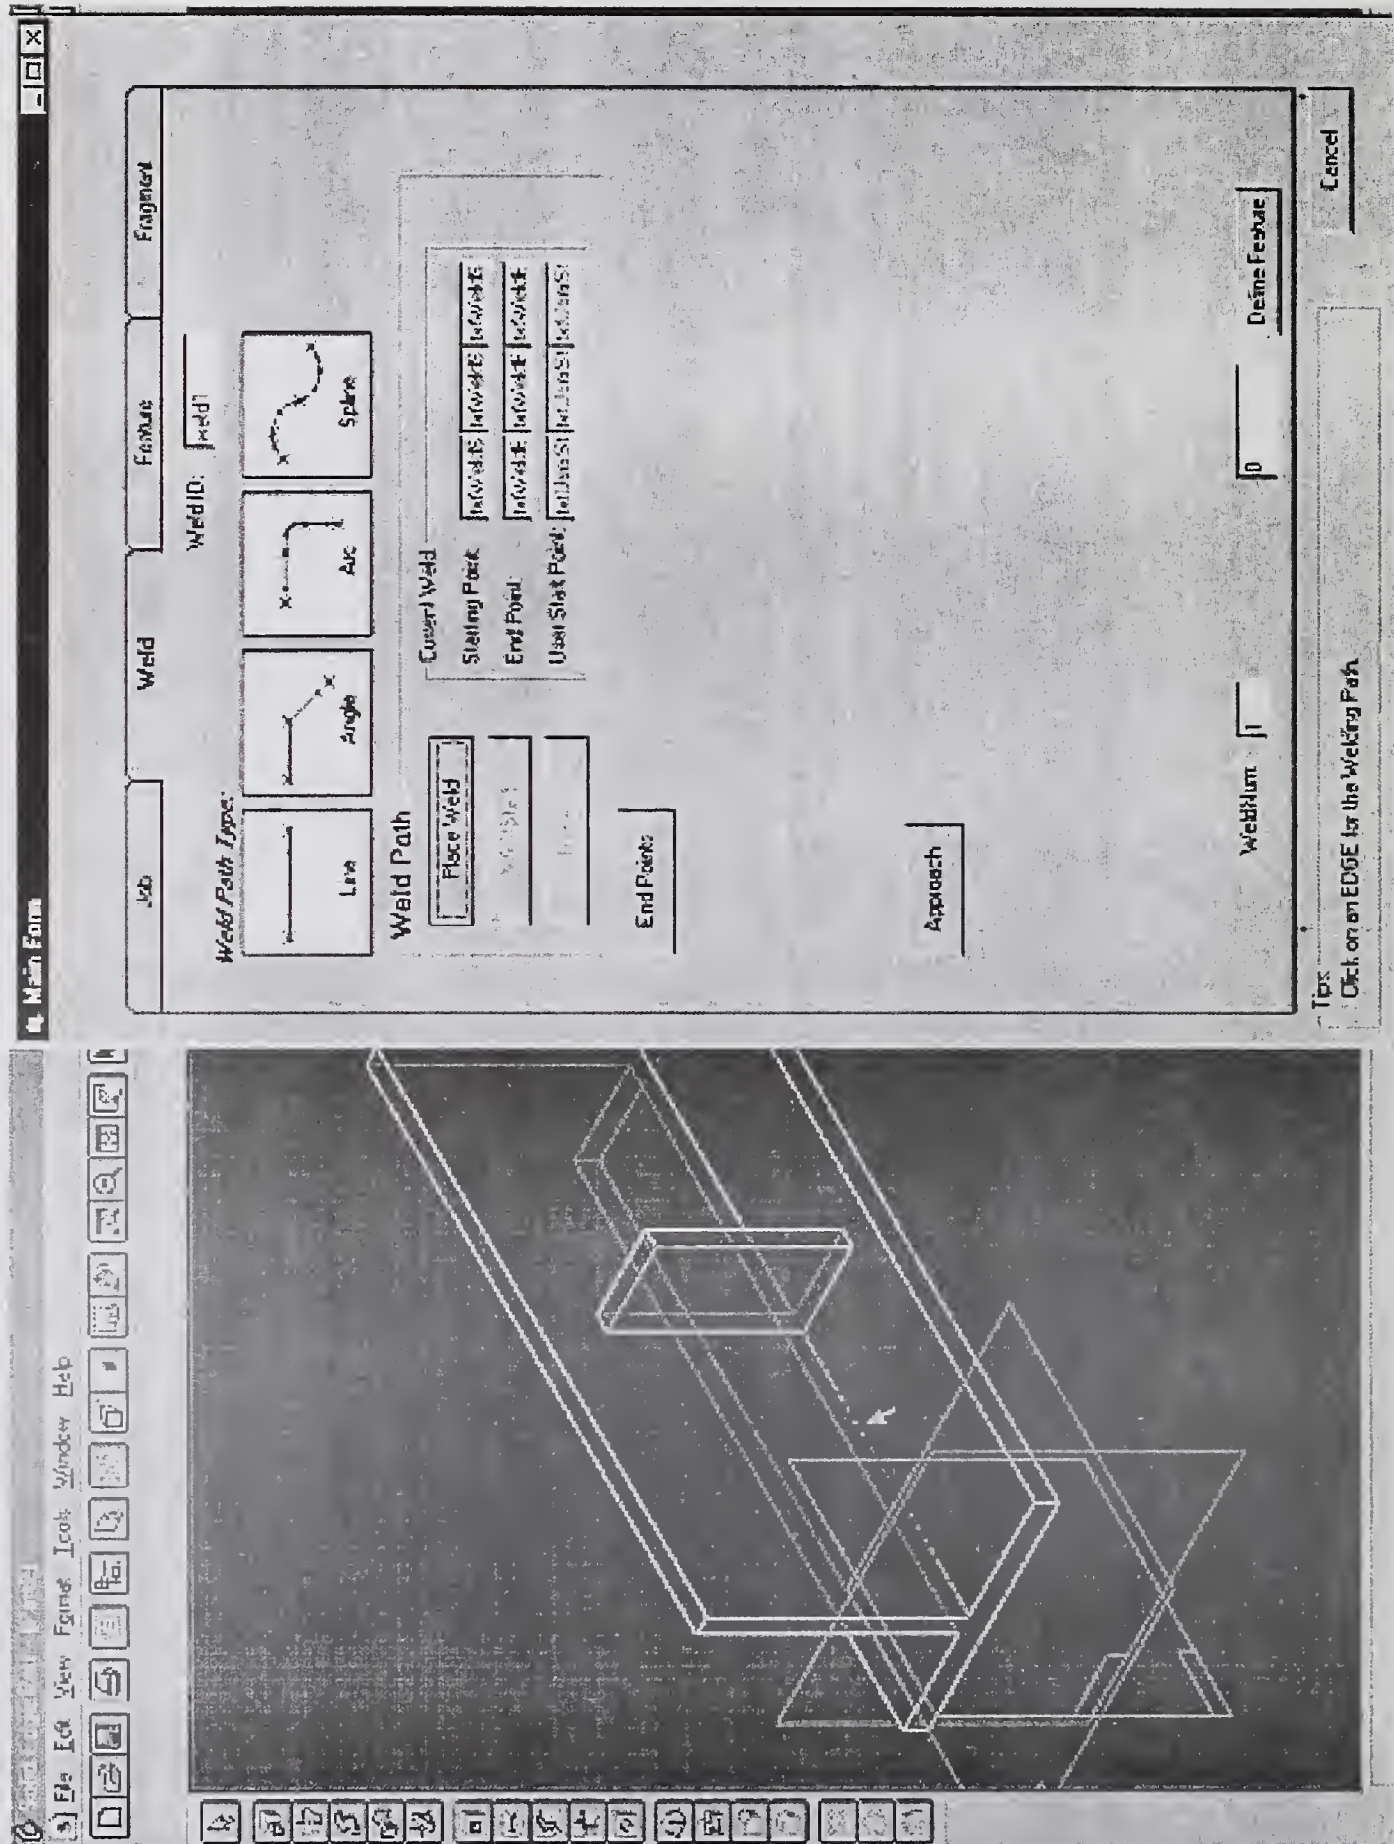 File Edit View Format Tools Window Help
Main Form
Job Weld Feature Fragment
Weld ID: weld1
Weld Path Type:
Line Angle Arc Spline
Weld Path
Place Weld
Current Weld
Starting Point:
End Point:
User Start Point:
End Points
Approach
WeldNum: 1 0 Define Feature
Tips
Click on an EDGE for the Welding Path.
Cancel